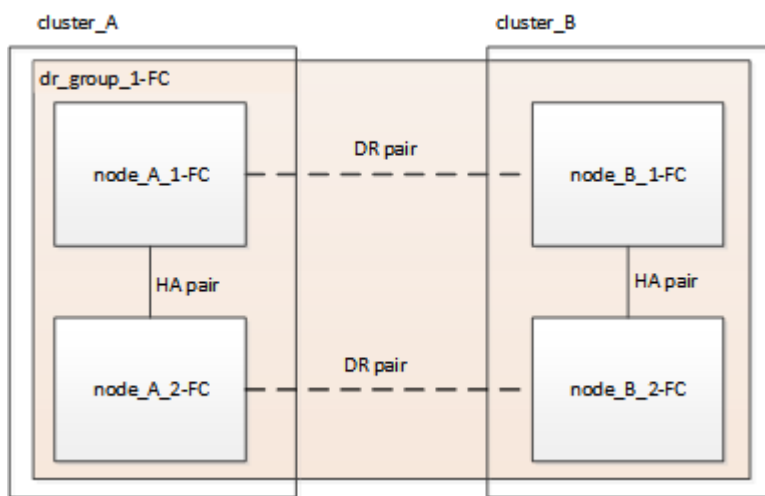 cluster_A
cluster_B
dr_group_1-FC
DR pair
node_A_1-FC
node_B_1-FC
HA pair
HA pair
DR pair
node_A_2-FC
node_B_2-FC